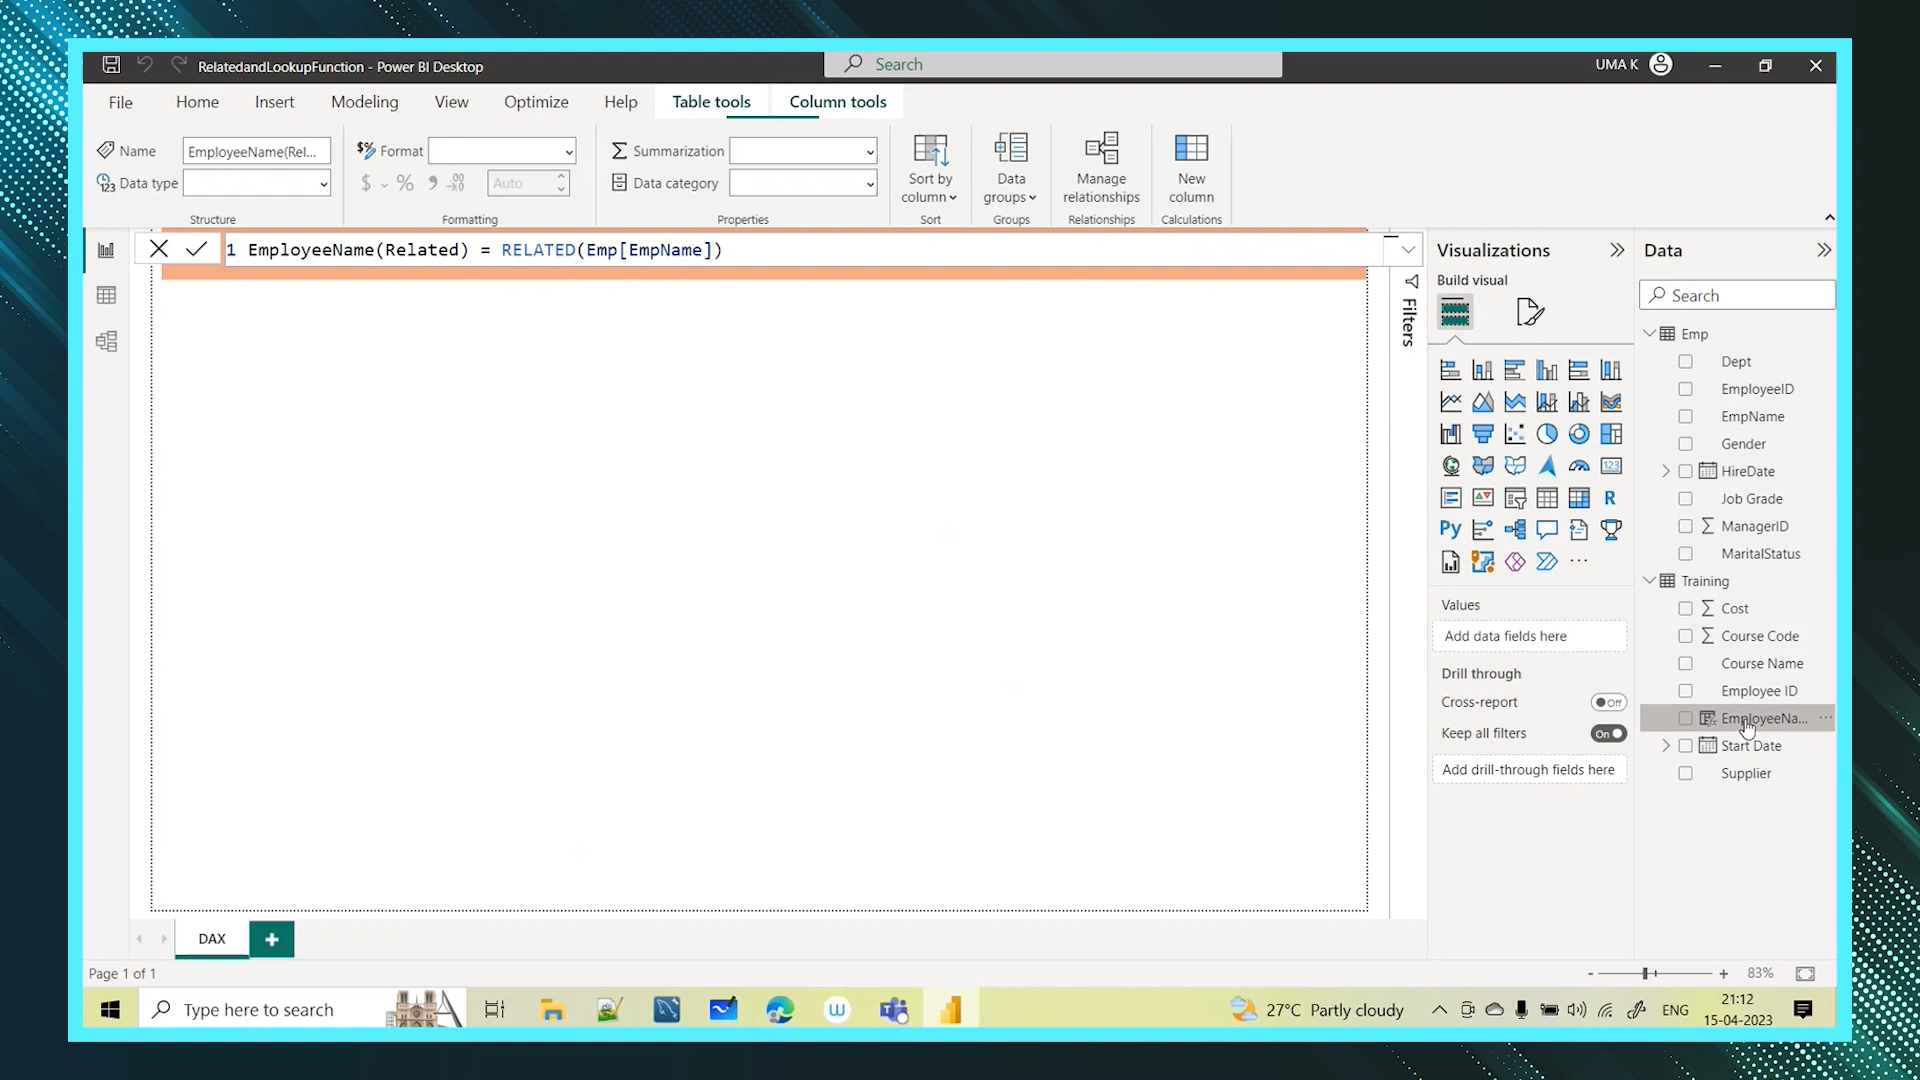 RelatedandLookupFunction - Power BI Desktop
Search
UMA K
File
Home
Insert
Modeling
View
Optimize
Help
Table tools
Column tools
Name
EmployeeName(Rel...
Format
Summarization
Data type
$
%
Auto
Data category
Sort by
column
Data
groups
Manage
relationships
New
column
Structure
Formatting
Properties
Sort
Groups
Relationships
Calculations
1 EmployeeName(Related) = RELATED(Emp[EmpName])
Filters
Visualizations
Build visual
R
Py
123
Values
Add data fields here
Drill through
Cross-report
Off
Keep all filters
On
Add drill-through fields here
Data
Search
Emp
Dept
EmployeeID
EmpName
Gender
HireDate
Job Grade
ManagerID
MaritalStatus
Training
Cost
Course Code
Course Name
Employee ID
EmployeeNa...
Start Date
Supplier
DAX
Page 1 of 1
83%
Type here to search
27°C Partly cloudy
ENG
21:12
15-04-2023